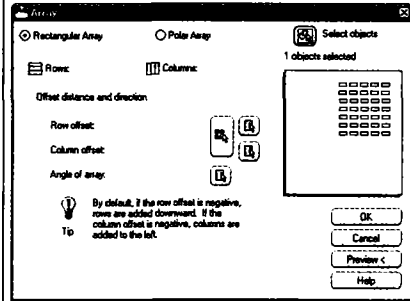 Array
Rectangular Array
Polar Array
Select objects
1 objects selected
Rows:
Columns:
Offset distance and direction
Row offset:
Column offset:
Angle of array:
By default, if the row offset is negative,
rows are added downward. If the
column offset is negative, columns are
added to the left.
Tip
OK
Cancel
Preview <
Help